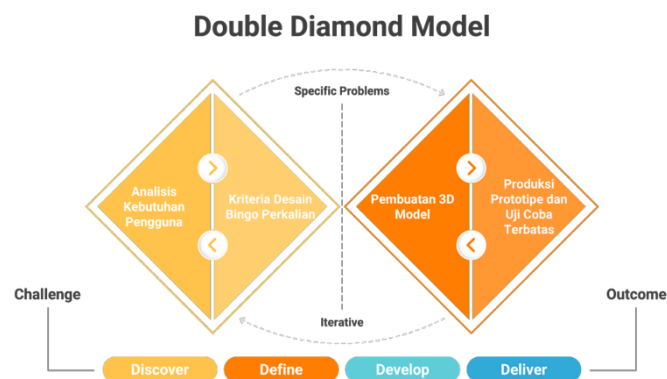 Double Diamond Model
Specific Problems
Analisis
Kebutuhan
Pengguna
Kriteria Desain
Bingo Perkalian
Pembuatan 3D
Model
Produksi
Prototipe dan
Uji Coba
Terbatas
Challenge
Outcome
Iterative
Discover
Define
Develop
Deliver